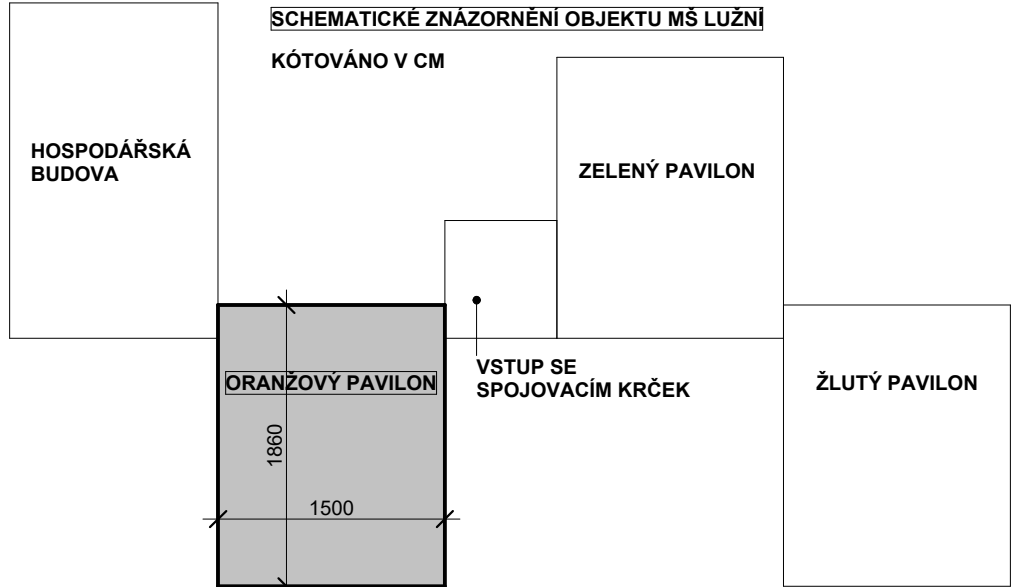 SCHEMATICKÉ ZNÁZORNĚNÍ OBJEKTU MŠ LUŽNÍ
KÓTOVÁNO V CM
HOSPODÁŘSKÁ
BUDOVA
ZELENÝ PAVILON
VSTUP SE
SPOJOVACÍM KRČEK
ORANŽOVÝ PAVILON
ŽLUTÝ PAVILON
1860
1500